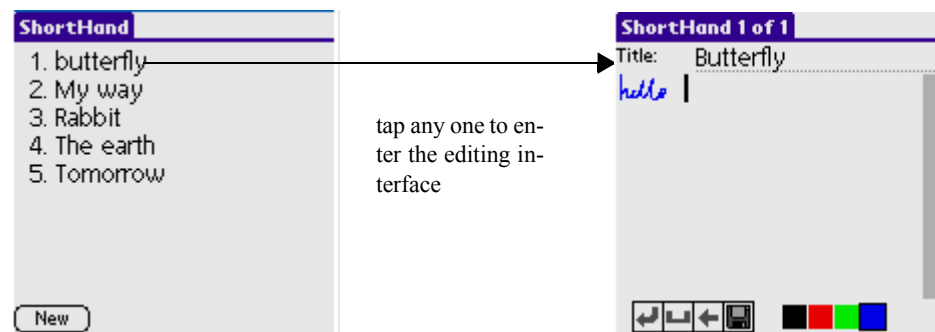 ShortHand
1. butterfly
2. My way
3. Rabbit
4. The earth
5. Tomorrow
New
tap any one to en-
ter the editing in-
terface
ShortHand 1 of 1
Title: Butterfly
hello